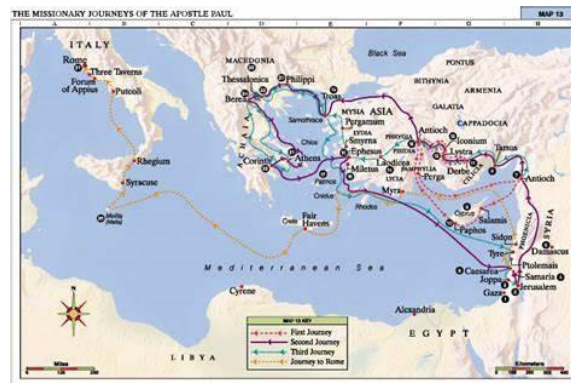 THE MISSIONARY JOURNEYS OF THE APOSTLE PAUL
MAP 13
A
B
C
D
E
F
G
H
ITALY
Rome
Three Taverns
Forum
of Appius
Puteoli
Rhegium
Syracuse
Melita
(Malta)
MACEDONIA
Thessalonica
Philippi
Berea
Samothrace
Troas
ACHAIA
Corinth
Athens
Chios
Patmos
Cnidus
Rhodes
Crete
Fair
Havens
Black Sea
PONTUS
BITHYNIA
ARMENIA
GALATIA
CAPPADOCIA
MYSIA
ASIA
Pergamum
LYDIA
Smyrna
Ephesus
Laodicea
Miletus
PHRYGIA
PISIDIA
LYCIA
PAMPHYLIA
Perga
Myra
Antioch
Iconium
Lystra
Derbe
CILICIA
Tarsus
Antioch
SYRIA
Cyprus
Salamis
Paphos
PHOENICIA
Sidon
Tyre
Damascus
Ptolemais
Caesarea
Samaria
Joppa
Jerusalem
Gaza
Mediterranean Sea
Cyrene
Alexandria
LIBYA
EGYPT
N
MAP 13 KEY
First Journey
Second Journey
Third Journey
Journey to Rome
Miles
Kilometers